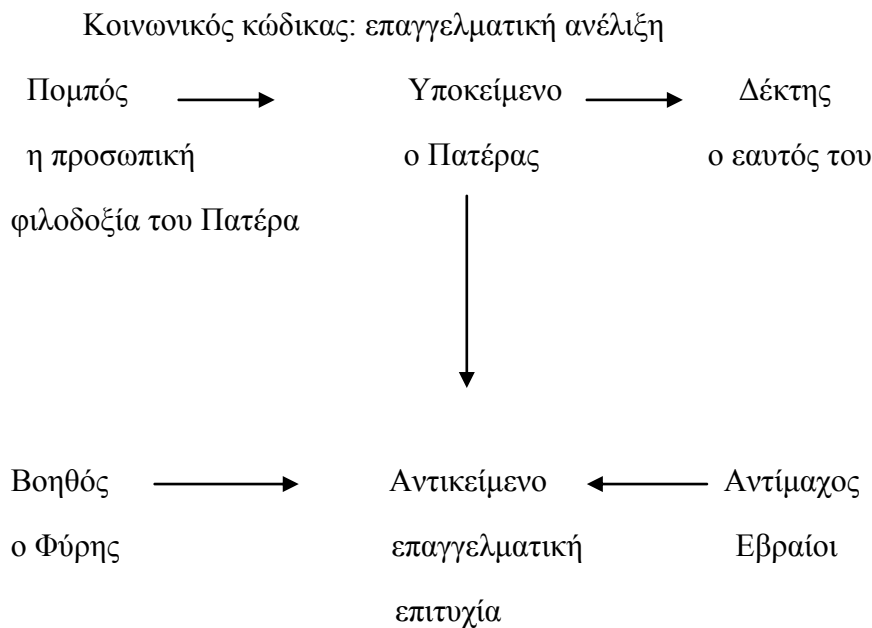 Κοινωνικός κώδικας: επαγγελματική ανέλιξη
Πομπός Υποκείμενο Δέκτης
η προσωπική ο Πατέρας ο εαυτός του
φιλοδοξία του Πατέρα
Βοηθός Αντικείμενο Αντίμαχος
ο Φύρης επαγγελματική Εβραίοι
επιτυχία